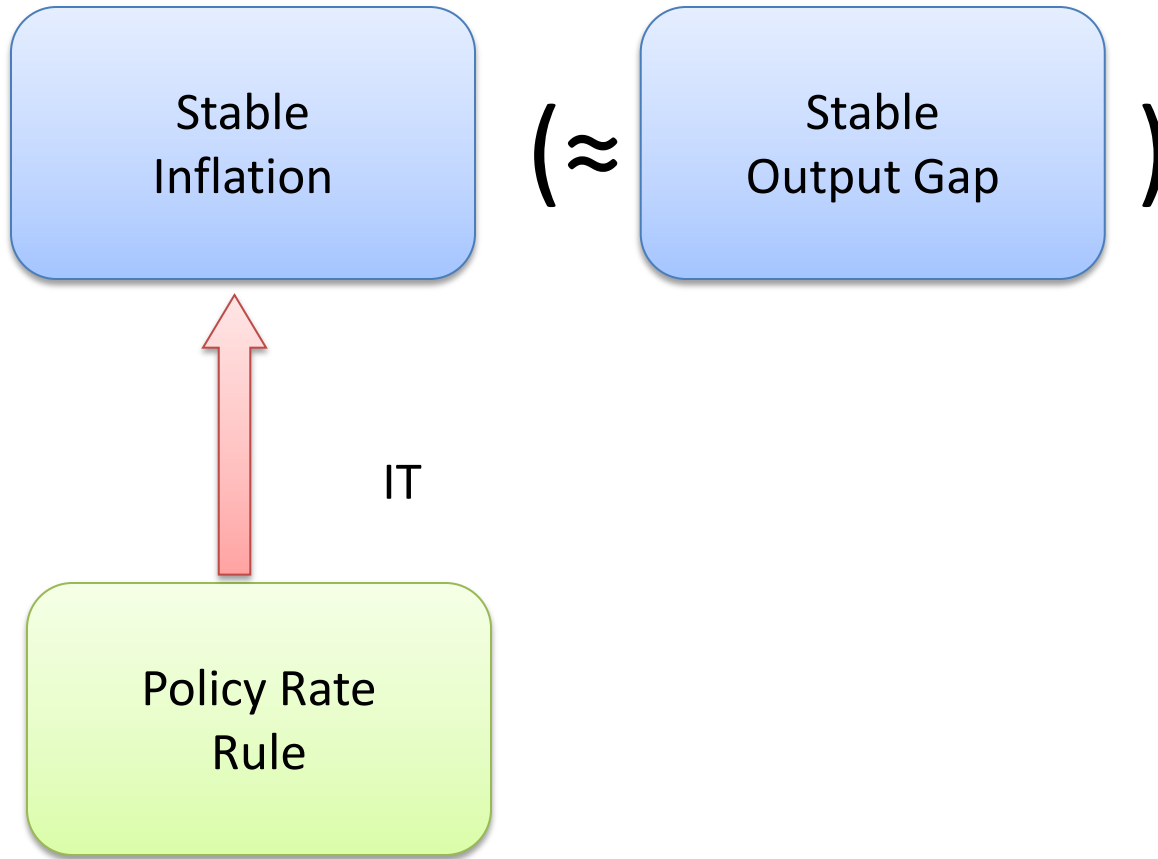 Stable
Inflation
(≈
Stable
Output Gap
)
IT
Policy Rate
Rule